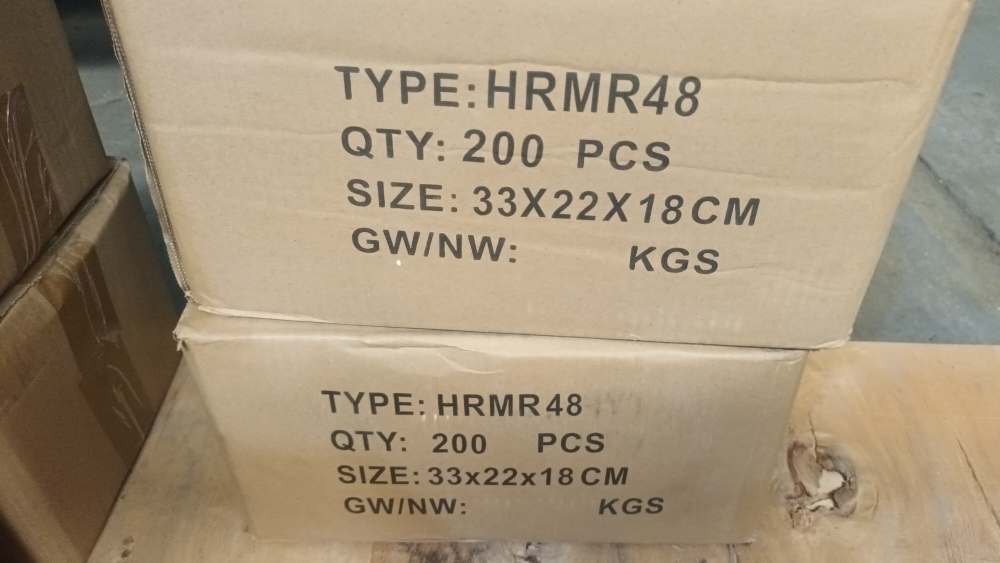 TYPE: HRMR48
QTY: 200 PCS
SIZE: 33X22X18CM
GW/NW: KGS
TYPE: HRMR48
QTY: 200 PCS
SIZE: 33x22x18CM
GW/NW: KGS